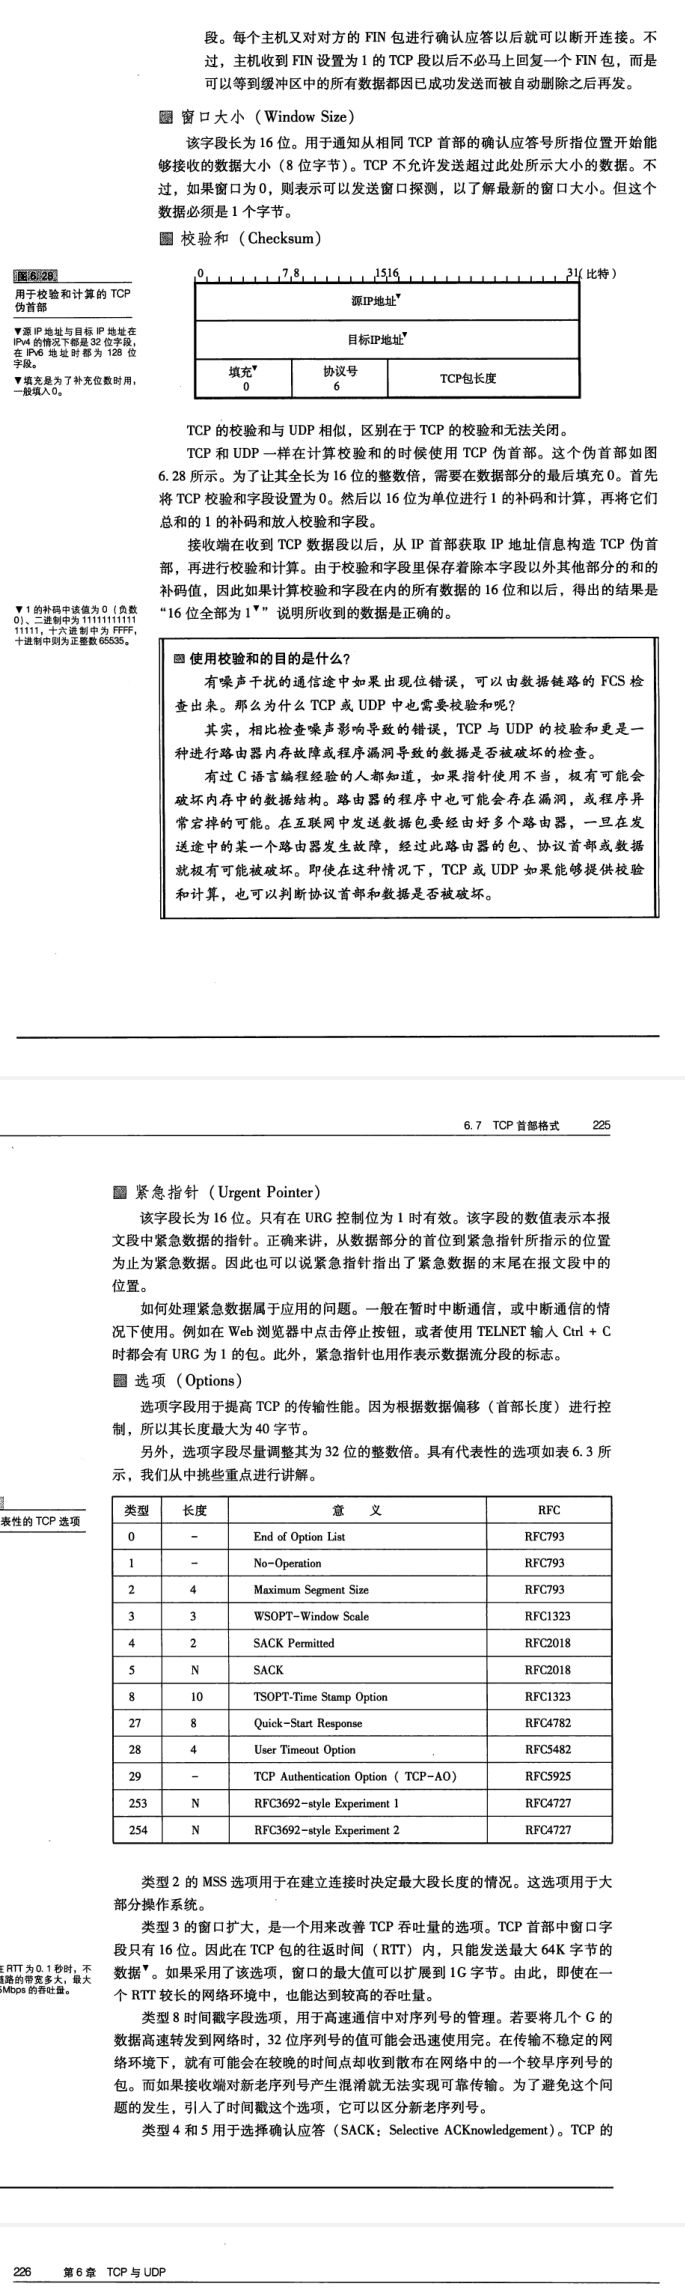 段。每个主机又对对方的 FIN 包进行确认应答以后就可以断开连接。不
过，主机收到 FIN 设置为 1 的 TCP 段以后不必马上回复一个 FIN 包，而是
可以等到缓冲区中的所有数据都因已成功发送而被自动删除之后再发。
窗口大小（Window Size）
该字段长为 16 位。用于通知从相同 TCP 首部的确认应答号所指位置开始能
够接收的数据大小（8 位字节）。TCP 不允许发送超过此处所示大小的数据。不
过，如果窗口为 0，则表示可以发送窗口探测，以了解最新的窗口大小。但这个
数据必须是 1 个字节。
校验和（Checksum）
图 6.28
用于校验和计算的 TCP
伪首部
▼源 IP 地址与目标 IP 地址在
IPv4 的情况下都是 32 位字段，
在 IPv6 地址时都为 128 位
字段。
▼填充是为了补充位数时用，
一般填入 0。
0 7 8 15 16 31（比特）
源IP地址▼
目标IP地址▼
填充▼ 协议号 TCP包长度
0 6
TCP 的校验和与 UDP 相似，区别在于 TCP 的校验和无法关闭。
TCP 和 UDP 一样在计算校验和的时候使用 TCP 伪首部。这个伪首部如图
6.28 所示。为了让其全长为 16 位的整数倍，需要在数据部分的最后填充 0。首先
将 TCP 校验和字段设置为 0。然后以 16 位为单位进行 1 的补码和计算，再将它们
总和的 1 的补码和放入校验和字段。
接收端在收到 TCP 数据段以后，从 IP 首部获取 IP 地址信息构造 TCP 伪首
部，再进行校验和计算。由于校验和字段里保存着除本字段以外其他部分的和的
补码值，因此如果计算校验和字段在内的所有数据的 16 位和以后，得出的结果是
“16 位全部为 1▼”说明所收到的数据是正确的。
▼1 的补码中该值为 0（负数
0）、二进制中为 11111111111
11111，十六进制中为 FFFF，
十进制中则为正整数 65535。
使用校验和的目的是什么？
有噪声干扰的通信途中如果出现位错误，可以由数据链路的 FCS 检
查出来。那么为什么 TCP 或 UDP 中也需要校验和呢？
其实，相比检查噪声影响导致的错误，TCP 与 UDP 的校验和更是一
种进行路由器内存故障或程序漏洞导致的数据是否被破坏的检查。
有过 C 语言编程经验的人都知道，如果指针使用不当，极有可能会
破坏内存中的数据结构。路由器的程序中也可能会存在漏洞，或程序异
常宕掉的可能。在互联网中发送数据包要经由好多个路由器，一旦在发
送途中的某一个路由器发生故障，经过此路由器的包、协议首部或数据
就极有可能被破坏。即使在这种情况下，TCP 或 UDP 如果能够提供校验
和计算，也可以判断协议首部和数据是否被破坏。
6.7 TCP 首部格式 225
紧急指针（Urgent Pointer）
该字段长为 16 位。只有在 URG 控制位为 1 时有效。该字段的数值表示本报
文段中紧急数据的指针。正确来讲，从数据部分的首位到紧急指针所指示的位置
为止为紧急数据。因此也可以说紧急指针指出了紧急数据的末尾在报文段中的
位置。
如何处理紧急数据属于应用的问题。一般在暂时中断通信，或中断通信的情
况下使用。例如在 Web 浏览器中点击停止按钮，或者使用 TELNET 输入 Ctrl + C
时都会有 URG 为 1 的包。此外，紧急指针也用作表示数据流分段的标志。
选项（Options）
选项字段用于提高 TCP 的传输性能。因为根据数据偏移（首部长度）进行控
制，所以其长度最大为 40 字节。
另外，选项字段尽量调整其为 32 位的整数倍。具有代表性的选项如表 6.3 所
示，我们从中挑些重点进行讲解。
表性的 TCP 选项
类型 长度 意 义 RFC
0 - End of Option List RFC793
1 - No-Operation RFC793
2 4 Maximum Segment Size RFC793
3 3 WSOPT-Window Scale RFC1323
4 2 SACK Permitted RFC2018
5 N SACK RFC2018
8 10 TSOPT-Time Stamp Option RFC1323
27 8 Quick-Start Response RFC4782
28 4 User Timeout Option RFC5482
29 - TCP Authentication Option（TCP-AO） RFC5925
253 N RFC3692-style Experiment 1 RFC4727
254 N RFC3692-style Experiment 2 RFC4727
类型 2 的 MSS 选项用于在建立连接时决定最大段长度的情况。这选项用于大
部分操作系统。
类型 3 的窗口扩大，是一个用来改善 TCP 吞吐量的选项。TCP 首部中窗口字
段只有 16 位。因此在 TCP 包的往返时间（RTT）内，只能发送最大 64K 字节的
数据▼。如果采用了该选项，窗口的最大值可以扩展到 1G 字节。由此，即使在一
个 RTT 较长的网络环境中，也能达到较高的吞吐量。
RTT 为 0.1 秒时，不
链路的带宽多大，最大
5Mbps 的吞吐量。
类型 8 时间戳字段选项，用于高速通信中对序列号的管理。若要将几个 G 的
数据高速转发到网络时，32 位序列号的值可能会迅速使用完。在传输不稳定的网
络环境下，就有可能会在较晚的时间点却收到散布在网络中的一个较早序列号的
包。而如果接收端对新老序列号产生混淆就无法实现可靠传输。为了避免这个问
题的发生，引入了时间戳这个选项，它可以区分新老序列号。
类型 4 和 5 用于选择确认应答（SACK：Selective ACKnowledgement）。TCP 的
226 第 6 章 TCP 与 UDP